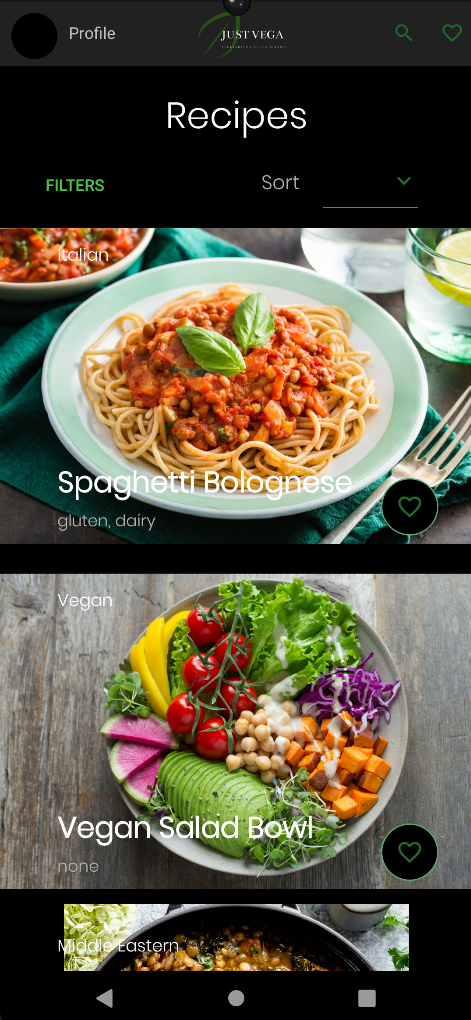 Profile
JUST VEGA
Recipes
FILTERS
Sort
Italian
Spaghetti Bolognese
gluten, dairy
Vegan
Vegan Salad Bowl
none
Middle Eastern